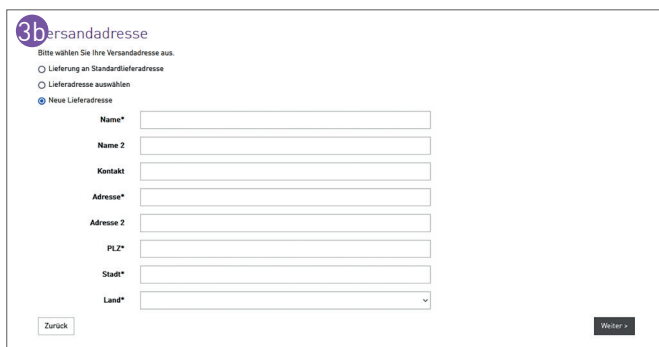 3b
ersandadresse
Bitte wählen Sie Ihre Versandadresse aus.
Lieferung an Standardlieferadresse
Lieferadresse auswählen
Neue Lieferadresse
Name*
Name 2
Kontakt
Adresse*
Adresse 2
PLZ*
Stadt*
Land*
Zurück
Weiter >